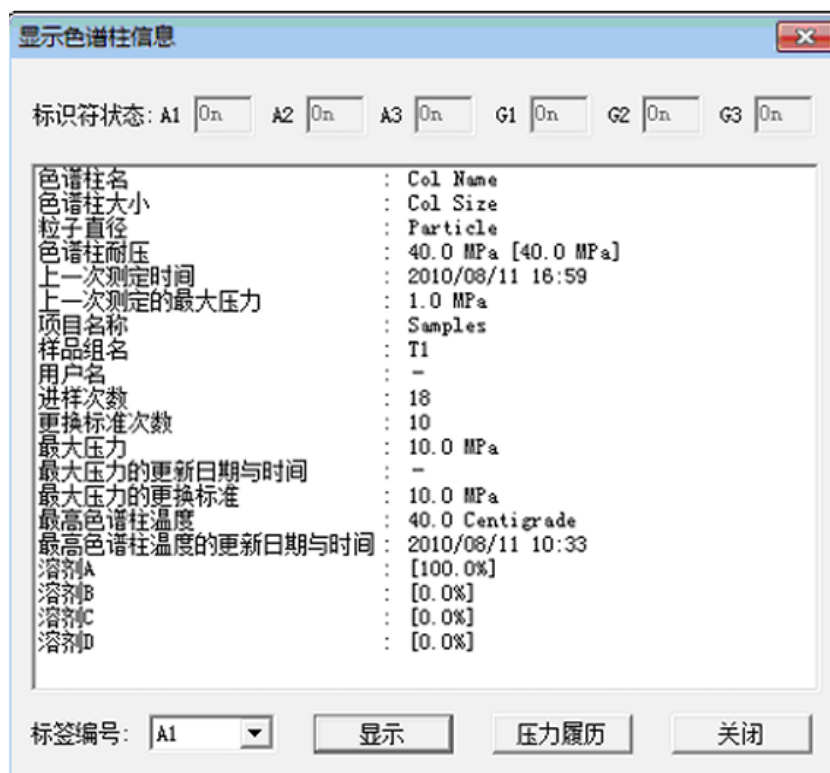 显示色谱柱信息
标识符状态: A1 On A2 On A3 On G1 On G2 On G3 On
色谱柱名 : Col Name
色谱柱大小 : Col Size
粒子直径 : Particle
色谱柱耐压 : 40.0 MPa [40.0 MPa]
上一次测定时间 : 2010/08/11 16:59
上一次测定的最大压力 : 1.0 MPa
项目名称 : Samples
样品组名 : T1
用户名 : -
进样次数 : 18
更换标准次数 : 10
最大压力 : 10.0 MPa
最大压力的更新日期与时间 : -
最大压力的更换标准 : 10.0 MPa
最高色谱柱温度 : 40.0 Centigrade
最高色谱柱温度的更新日期与时间 : 2010/08/11 10:33
溶剂A : [100.0%]
溶剂B : [0.0%]
溶剂C : [0.0%]
溶剂D : [0.0%]
标签编号: A1 显示 压力履历 关闭